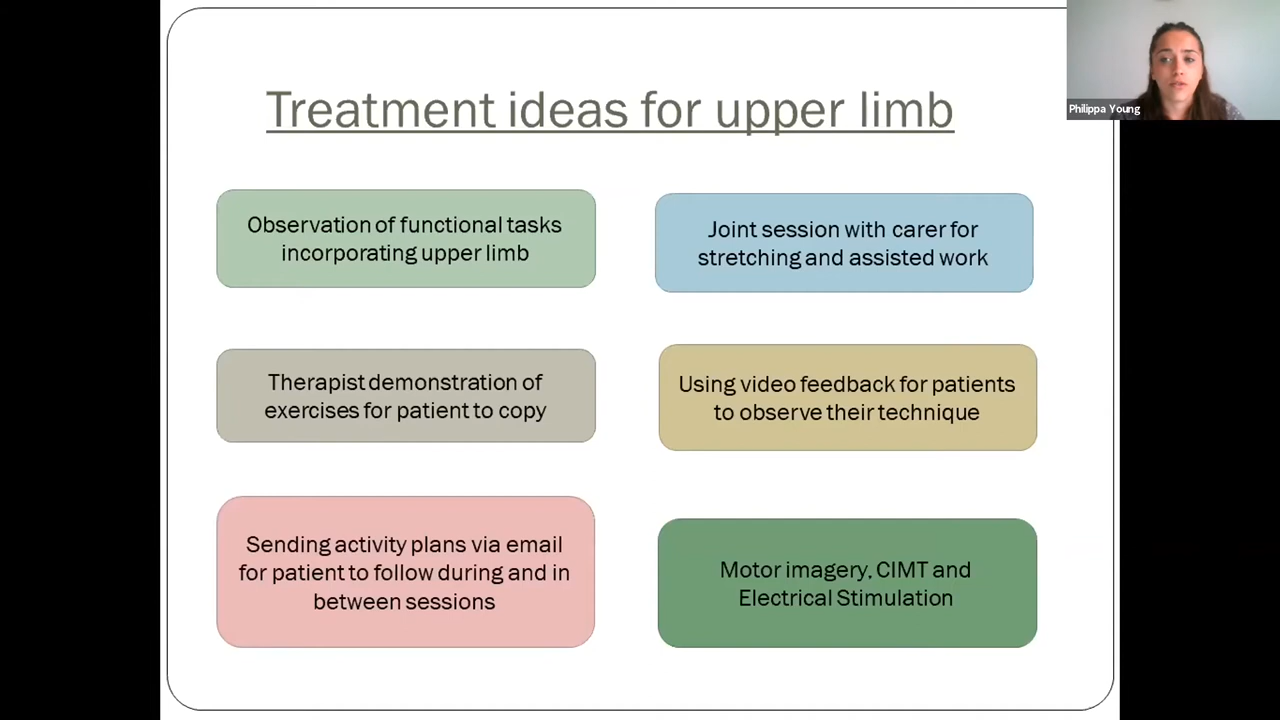 Treatment ideas for upper limb
Philippa Young
Observation of functional tasks
incorporating upper limb
Joint session with carer for
stretching and assisted work
Therapist demonstration of
exercises for patient to copy
Using video feedback for patients
to observe their technique
Sending activity plans via email
for patient to follow during and in
between sessions
Motor imagery, CIMT and
Electrical Stimulation